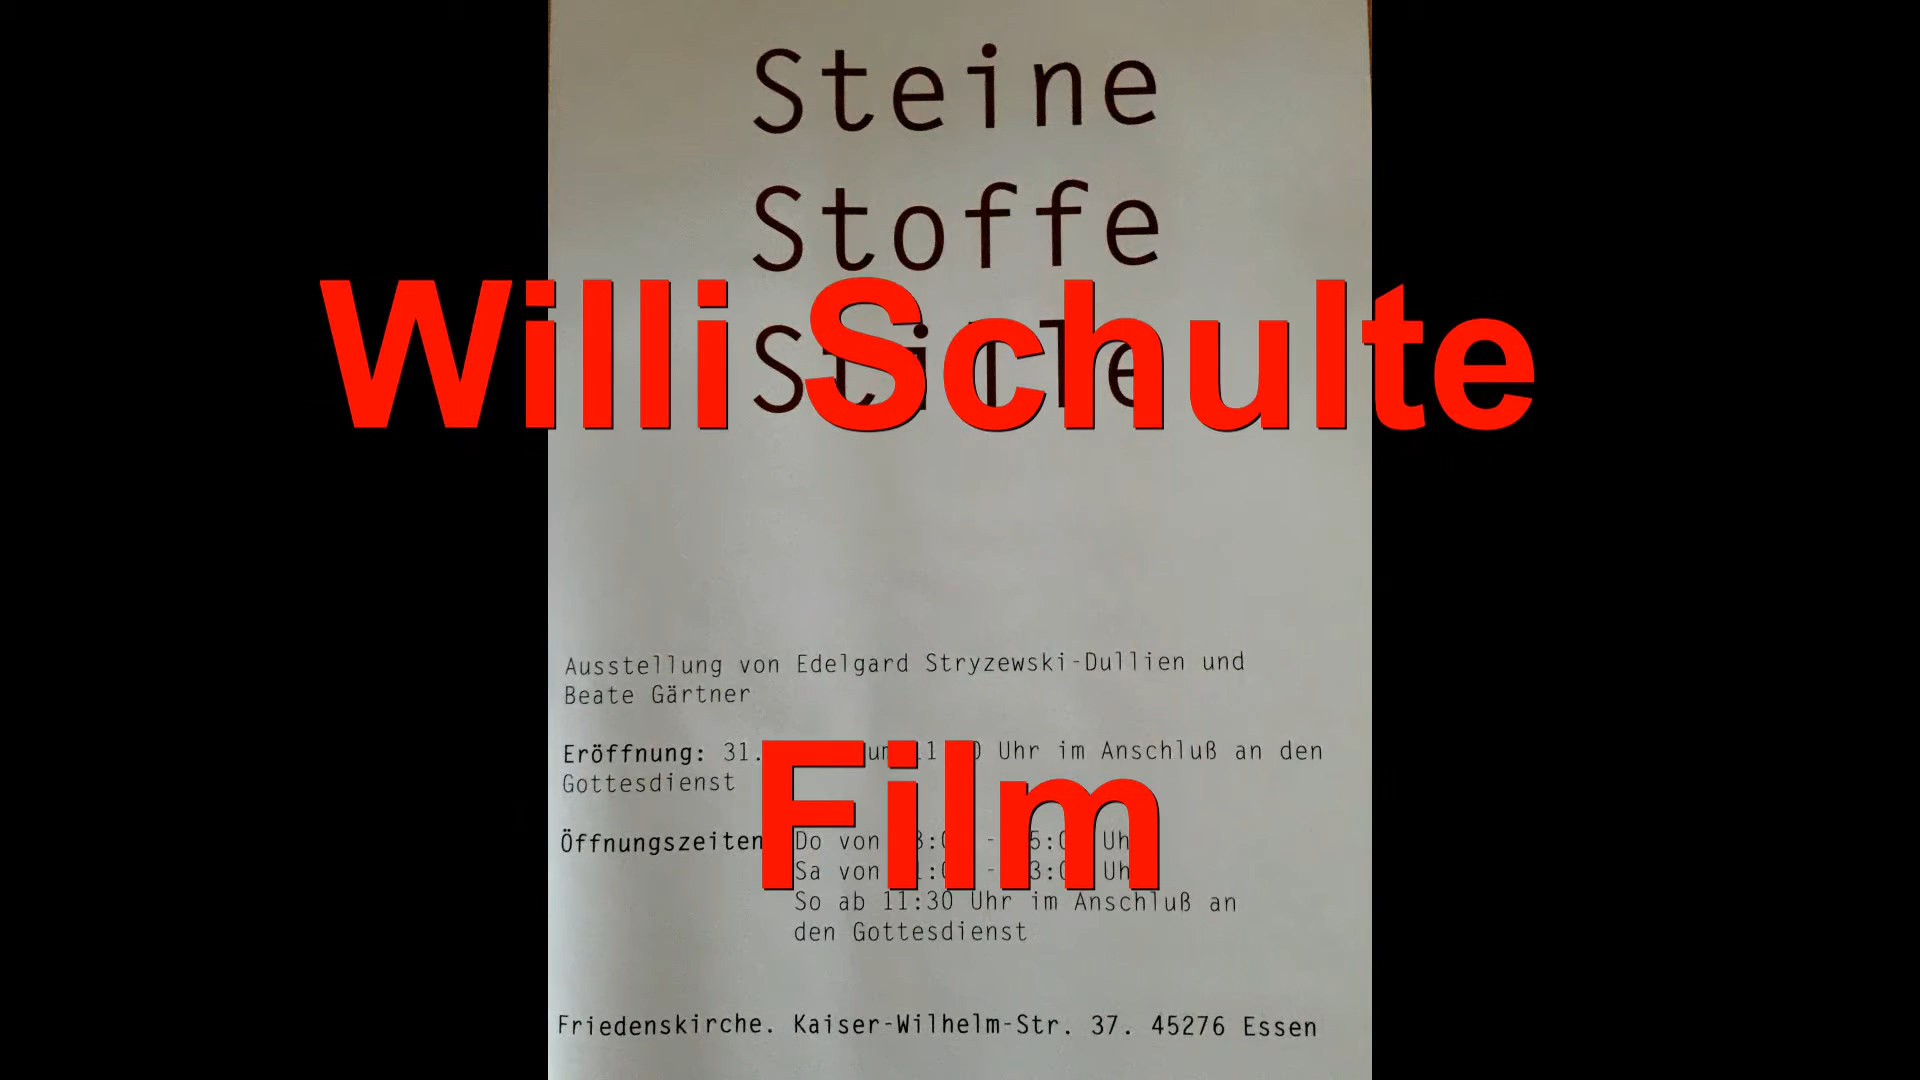 Steine
Stoffe
Stille
Willi Schulte
Ausstellung von Edelgard Stryzewski-Dullien und
Beate Gärtner
Eröffnung: 31. Uhr im Anschluß an den
Gottesdienst
Film
Öffnungszeiten Do von
Sa von
So ab 11:30 Uhr im Anschluß an
den Gottesdienst
Friedenskirche. Kaiser-Wilhelm-Str. 37. 45276 Essen